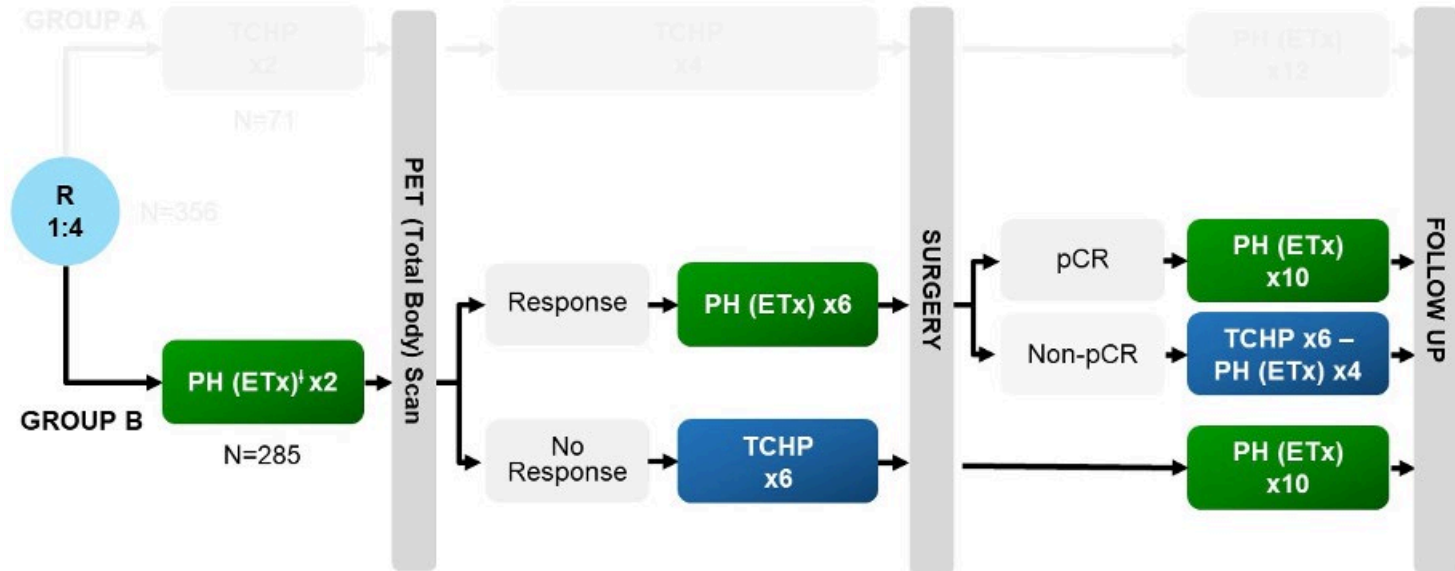 GROUP A
TCHP
x2
N=71
TCHP
x4
PH (ETx)
x12
R
1:4
N=356
GROUP B
PH (ETx)ƚ x2
N=285
PET (Total Body) Scan
Response
PH (ETx) x6
No
Response
TCHP
x6
SURGERY
pCR
PH (ETx)
x10
Non-pCR
TCHP x6 –
PH (ETx) x4
PH (ETx)
x10
FOLLOW UP